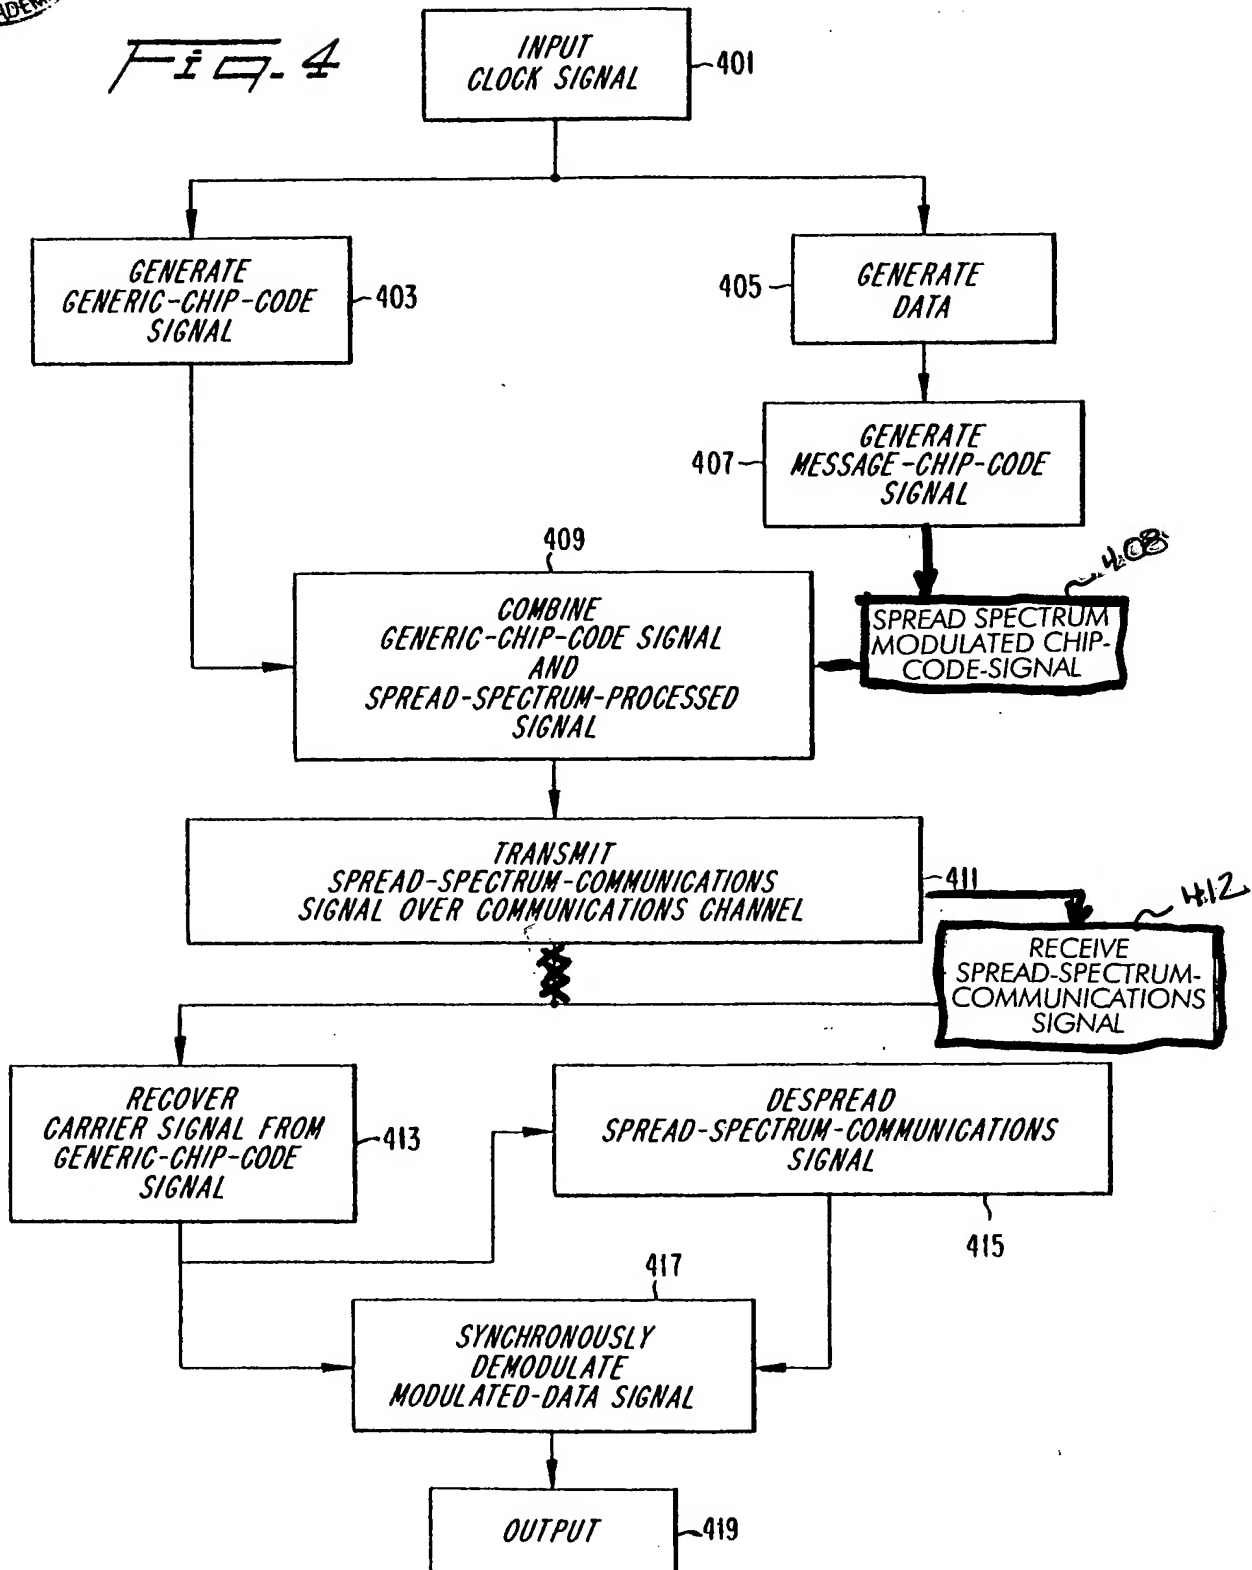 Fig. 4
INPUT
CLOCK SIGNAL
401
GENERATE
GENERIC-CHIP-CODE
SIGNAL
403
405
GENERATE
DATA
407
GENERATE
MESSAGE-CHIP-CODE
SIGNAL
408
SPREAD SPECTRUM
MODULATED CHIP-
CODE-SIGNAL
409
COMBINE
GENERIC-CHIP-CODE SIGNAL
AND
SPREAD-SPECTRUM-PROCESSED
SIGNAL
TRANSMIT
SPREAD-SPECTRUM-COMMUNICATIONS
SIGNAL OVER COMMUNICATIONS CHANNEL
411
412
RECEIVE
SPREAD-SPECTRUM-
COMMUNICATIONS
SIGNAL
RECOVER
CARRIER SIGNAL FROM
GENERIC-CHIP-CODE
SIGNAL
413
DESPREAD
SPREAD-SPECTRUM-COMMUNICATIONS
SIGNAL
415
417
SYNCHRONOUSLY
DEMODULATE
MODULATED-DATA SIGNAL
OUTPUT
419